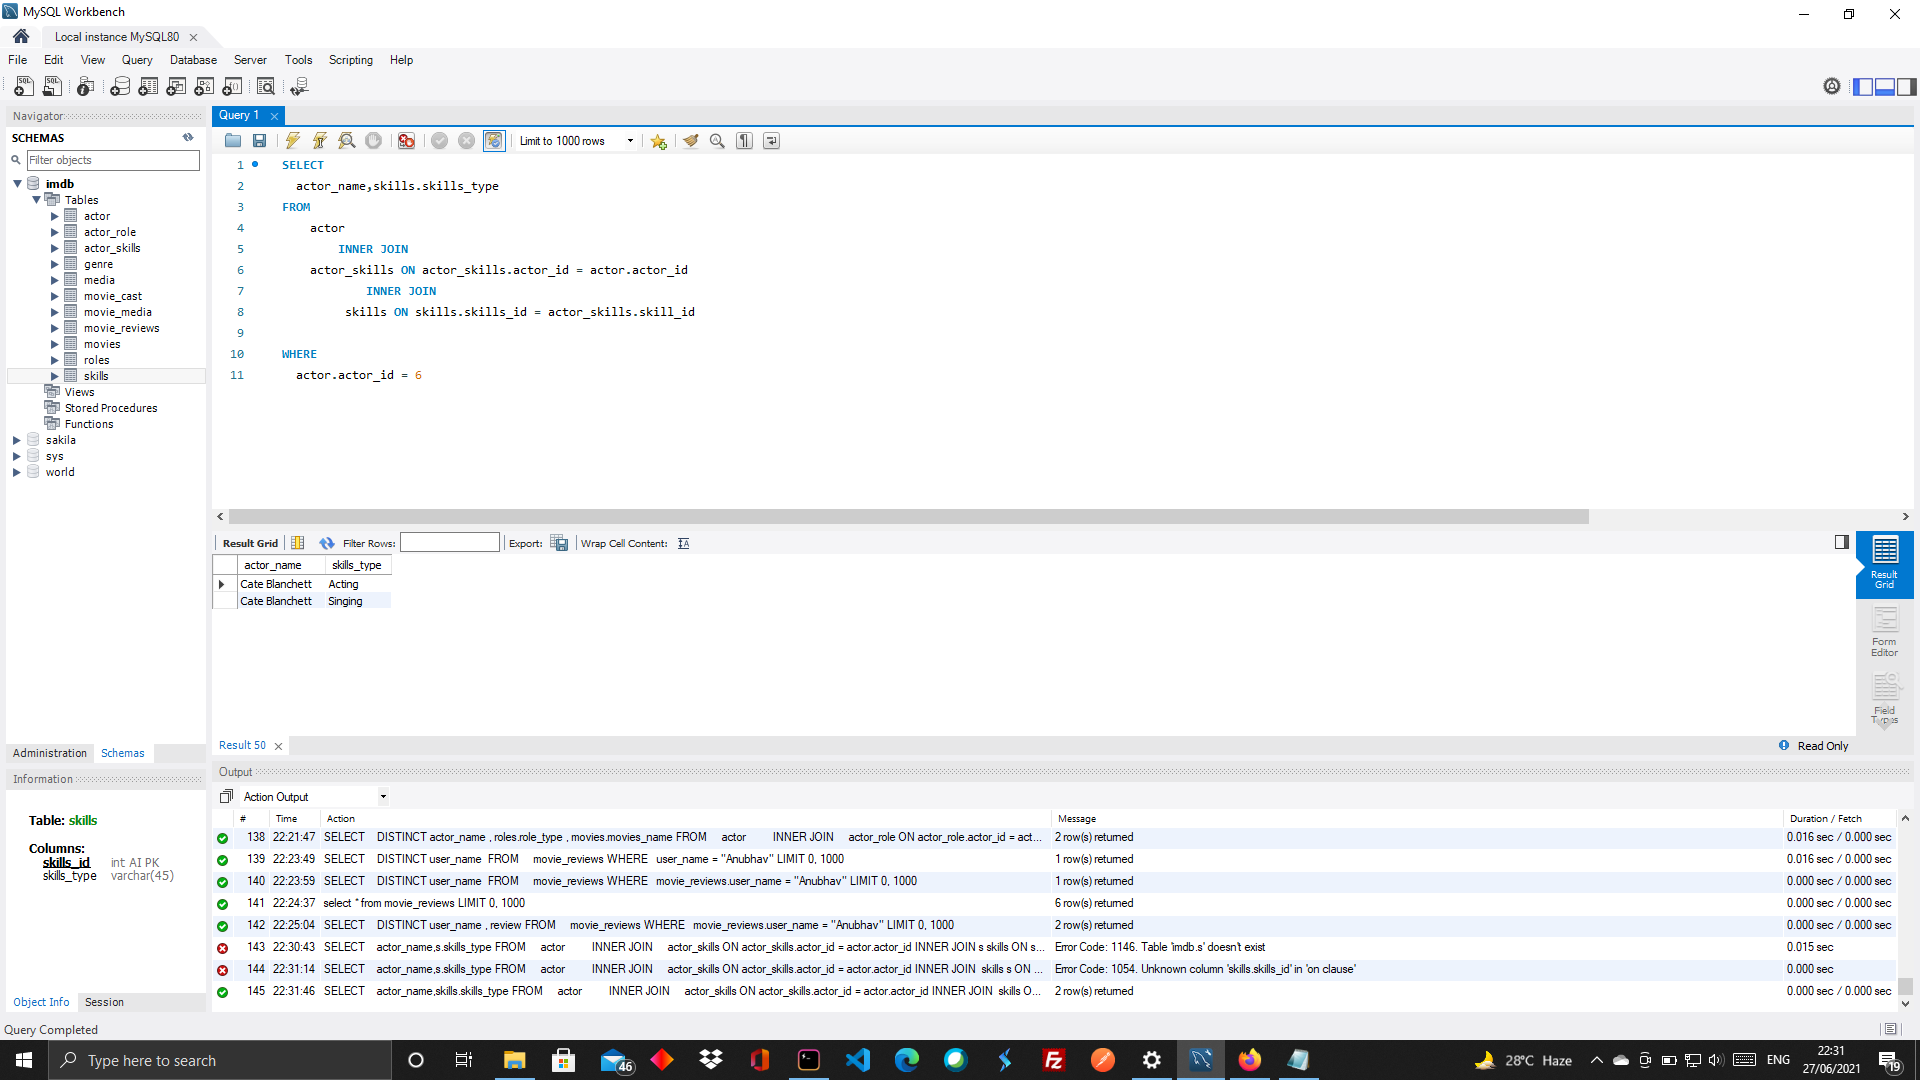 MySQL Workbench
Local instance MySQL80
File Edit View Query Database Server Tools Scripting Help
Navigator
SCHEMAS
Filter objects
imdb
Tables
actor
actor_role
actor_skills
genre
media
movie_cast
movie_media
movie_reviews
movies
roles
skills
Views
Stored Procedures
Functions
sakila
sys
world
Administration Schemas
Information
Table: skills
Columns:
skills_id int AI PK
skills_type varchar(45)
Object Info Session
Query 1
Limit to 1000 rows
1 SELECT
2 actor_name,skills.skills_type
3 FROM
4 actor
5 INNER JOIN
6 actor_skills ON actor_skills.actor_id = actor.actor_id
7 INNER JOIN
8 skills ON skills.skills_id = actor_skills.skill_id
9
10 WHERE
11 actor.actor_id = 6
Result Grid Filter Rows: Export: Wrap Cell Content:
actor_name skills_type
Cate Blanchett Acting
Cate Blanchett Singing
Result Grid
Form Editor
Field Types
Result 50
Read Only
Output
Action Output
# Time Action Message Duration / Fetch
138 22:21:47 SELECT DISTINCT actor_name , roles.role_type , movies.movies_name FROM actor INNER JOIN actor_role ON actor_role.actor_id = act... 2 row(s) returned 0.016 sec / 0.000 sec
139 22:23:49 SELECT DISTINCT user_name FROM movie_reviews WHERE user_name = "Anubhav" LIMIT 0, 1000 1 row(s) returned 0.016 sec / 0.000 sec
140 22:23:59 SELECT DISTINCT user_name FROM movie_reviews WHERE movie_reviews.user_name = "Anubhav" LIMIT 0, 1000 1 row(s) returned 0.000 sec / 0.000 sec
141 22:24:37 select * from movie_reviews LIMIT 0, 1000 6 row(s) returned 0.000 sec / 0.000 sec
142 22:25:04 SELECT DISTINCT user_name , review FROM movie_reviews WHERE movie_reviews.user_name = "Anubhav" LIMIT 0, 1000 2 row(s) returned 0.000 sec / 0.000 sec
143 22:30:43 SELECT actor_name,s.skills_type FROM actor INNER JOIN actor_skills ON actor_skills.actor_id = actor.actor_id INNER JOIN s skills ON s... Error Code: 1146. Table 'imdb.s' doesn't exist 0.015 sec
144 22:31:14 SELECT actor_name,s.skills_type FROM actor INNER JOIN actor_skills ON actor_skills.actor_id = actor.actor_id INNER JOIN skills s ON ... Error Code: 1054. Unknown column 'skills.skills_id' in 'on clause' 0.000 sec
145 22:31:46 SELECT actor_name,skills.skills_type FROM actor INNER JOIN actor_skills ON actor_skills.actor_id = actor.actor_id INNER JOIN skills O... 2 row(s) returned 0.000 sec / 0.000 sec
Query Completed
Type here to search
46
28°C Haze
ENG
22:31
27/06/2021
19